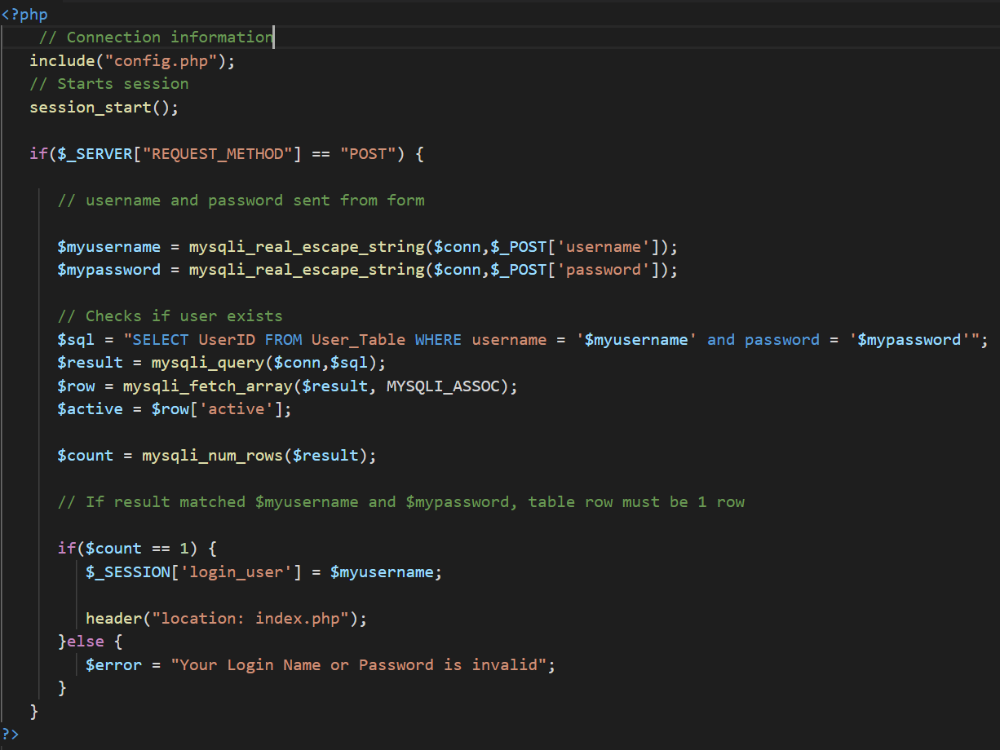 <?php
// Connection information
include("config.php");
// Starts session
session_start();
if($_SERVER["REQUEST_METHOD"] == "POST") {
// username and password sent from form
$myusername = mysqli_real_escape_string($conn,$_POST['username']);
$mypassword = mysqli_real_escape_string($conn,$_POST['password']);
// Checks if user exists
$sql = "SELECT UserID FROM User_Table WHERE username = '$myusername' and password = '$mypassword'";
$result = mysqli_query($conn,$sql);
$row = mysqli_fetch_array($result, MYSQLI_ASSOC);
$active = $row['active'];
$count = mysqli_num_rows($result);
// If result matched $myusername and $mypassword, table row must be 1 row
if($count == 1) {
$_SESSION['login_user'] = $myusername;
header("location: index.php");
}else {
$error = "Your Login Name or Password is invalid";
}
}
?>